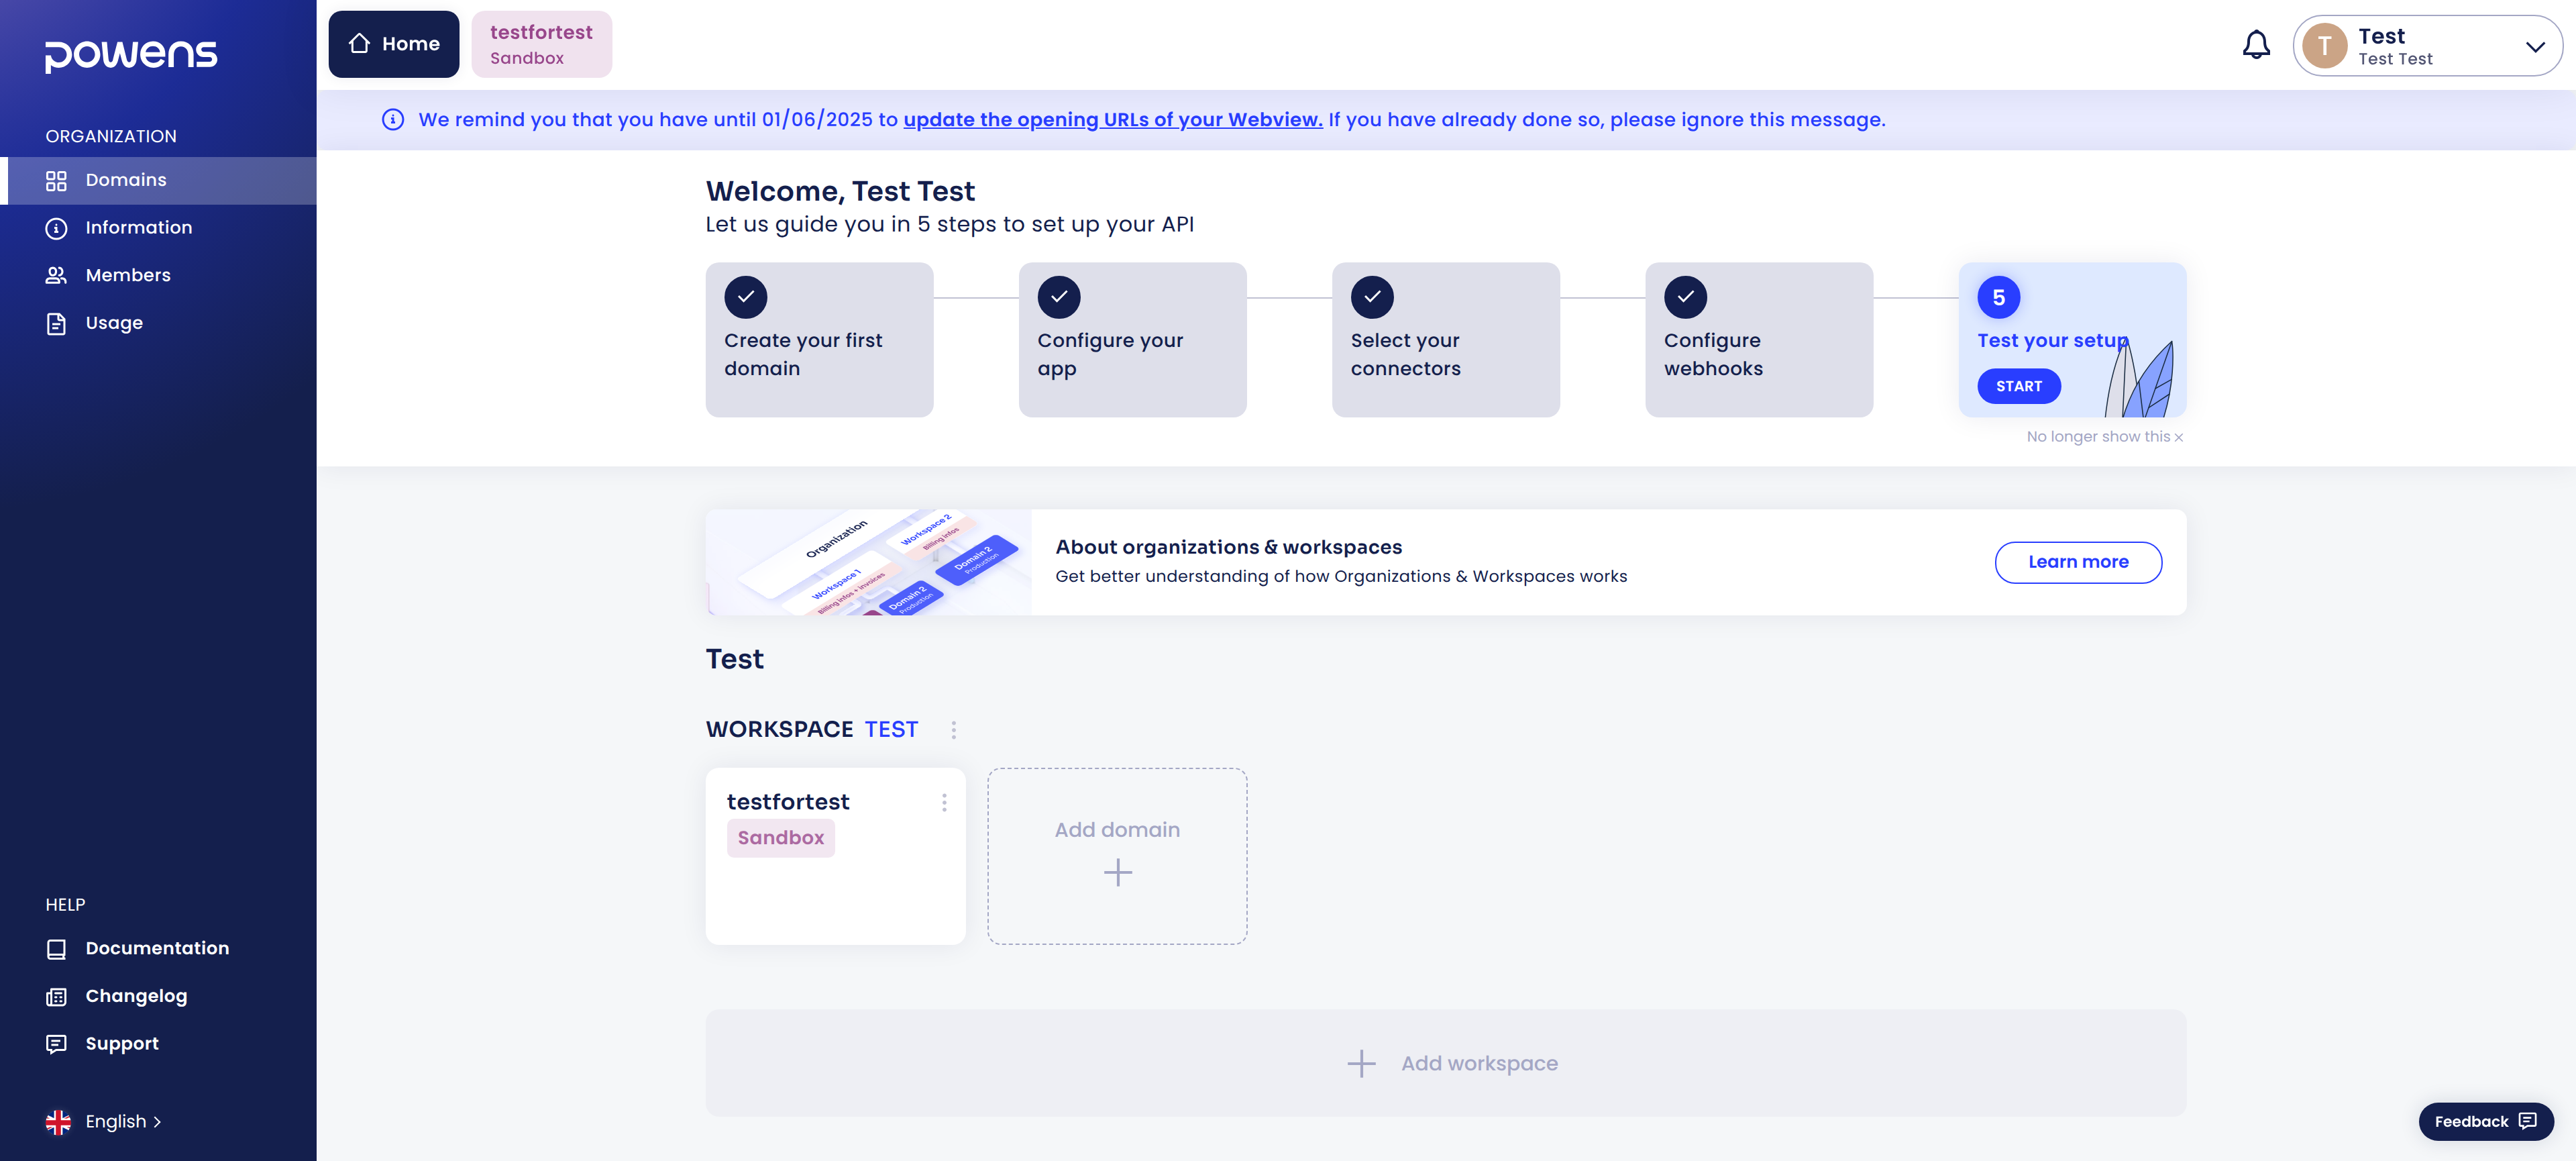 powens
ORGANIZATION
Domains
Information
Members
Usage
HELP
Documentation
Changelog
Support
English
Home
testfortest
Sandbox
T
Test
Test Test
We remind you that you have until 01/06/2025 to update the opening URLs of your Webview. If you have already done so, please ignore this message.
Welcome, Test Test
Let us guide you in 5 steps to set up your API
Create your first
domain
Configure your
app
Select your
connectors
Configure
webhooks
5
Test your setup
START
No longer show this
Organization
Workspace 2
Billing infos
Domain 2
Production
Workspace 1
Billing infos + invoices
Domain 2
Production
About organizations & workspaces
Get better understanding of how Organizations & Workspaces works
Learn more
Test
WORKSPACE TEST
testfortest
Sandbox
Add domain
Add workspace
Feedback